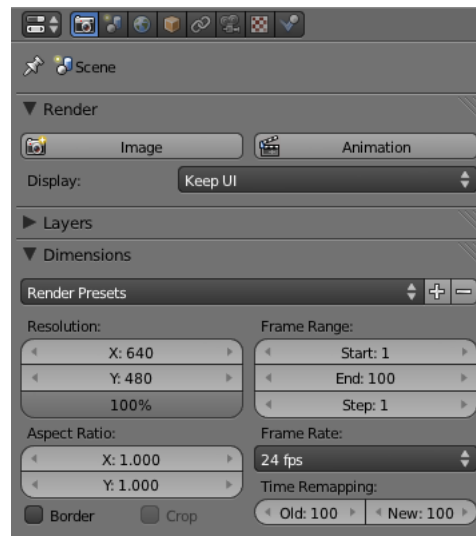 Scene
Render
Image
Animation
Display:
Keep UI
Layers
Dimensions
Render Presets
Resolution:
X: 640
Y: 480
100%
Frame Range:
Start: 1
End: 100
Step: 1
Aspect Ratio:
X: 1.000
Y: 1.000
Border
Crop
Frame Rate:
24 fps
Time Remapping:
Old: 100
New: 100